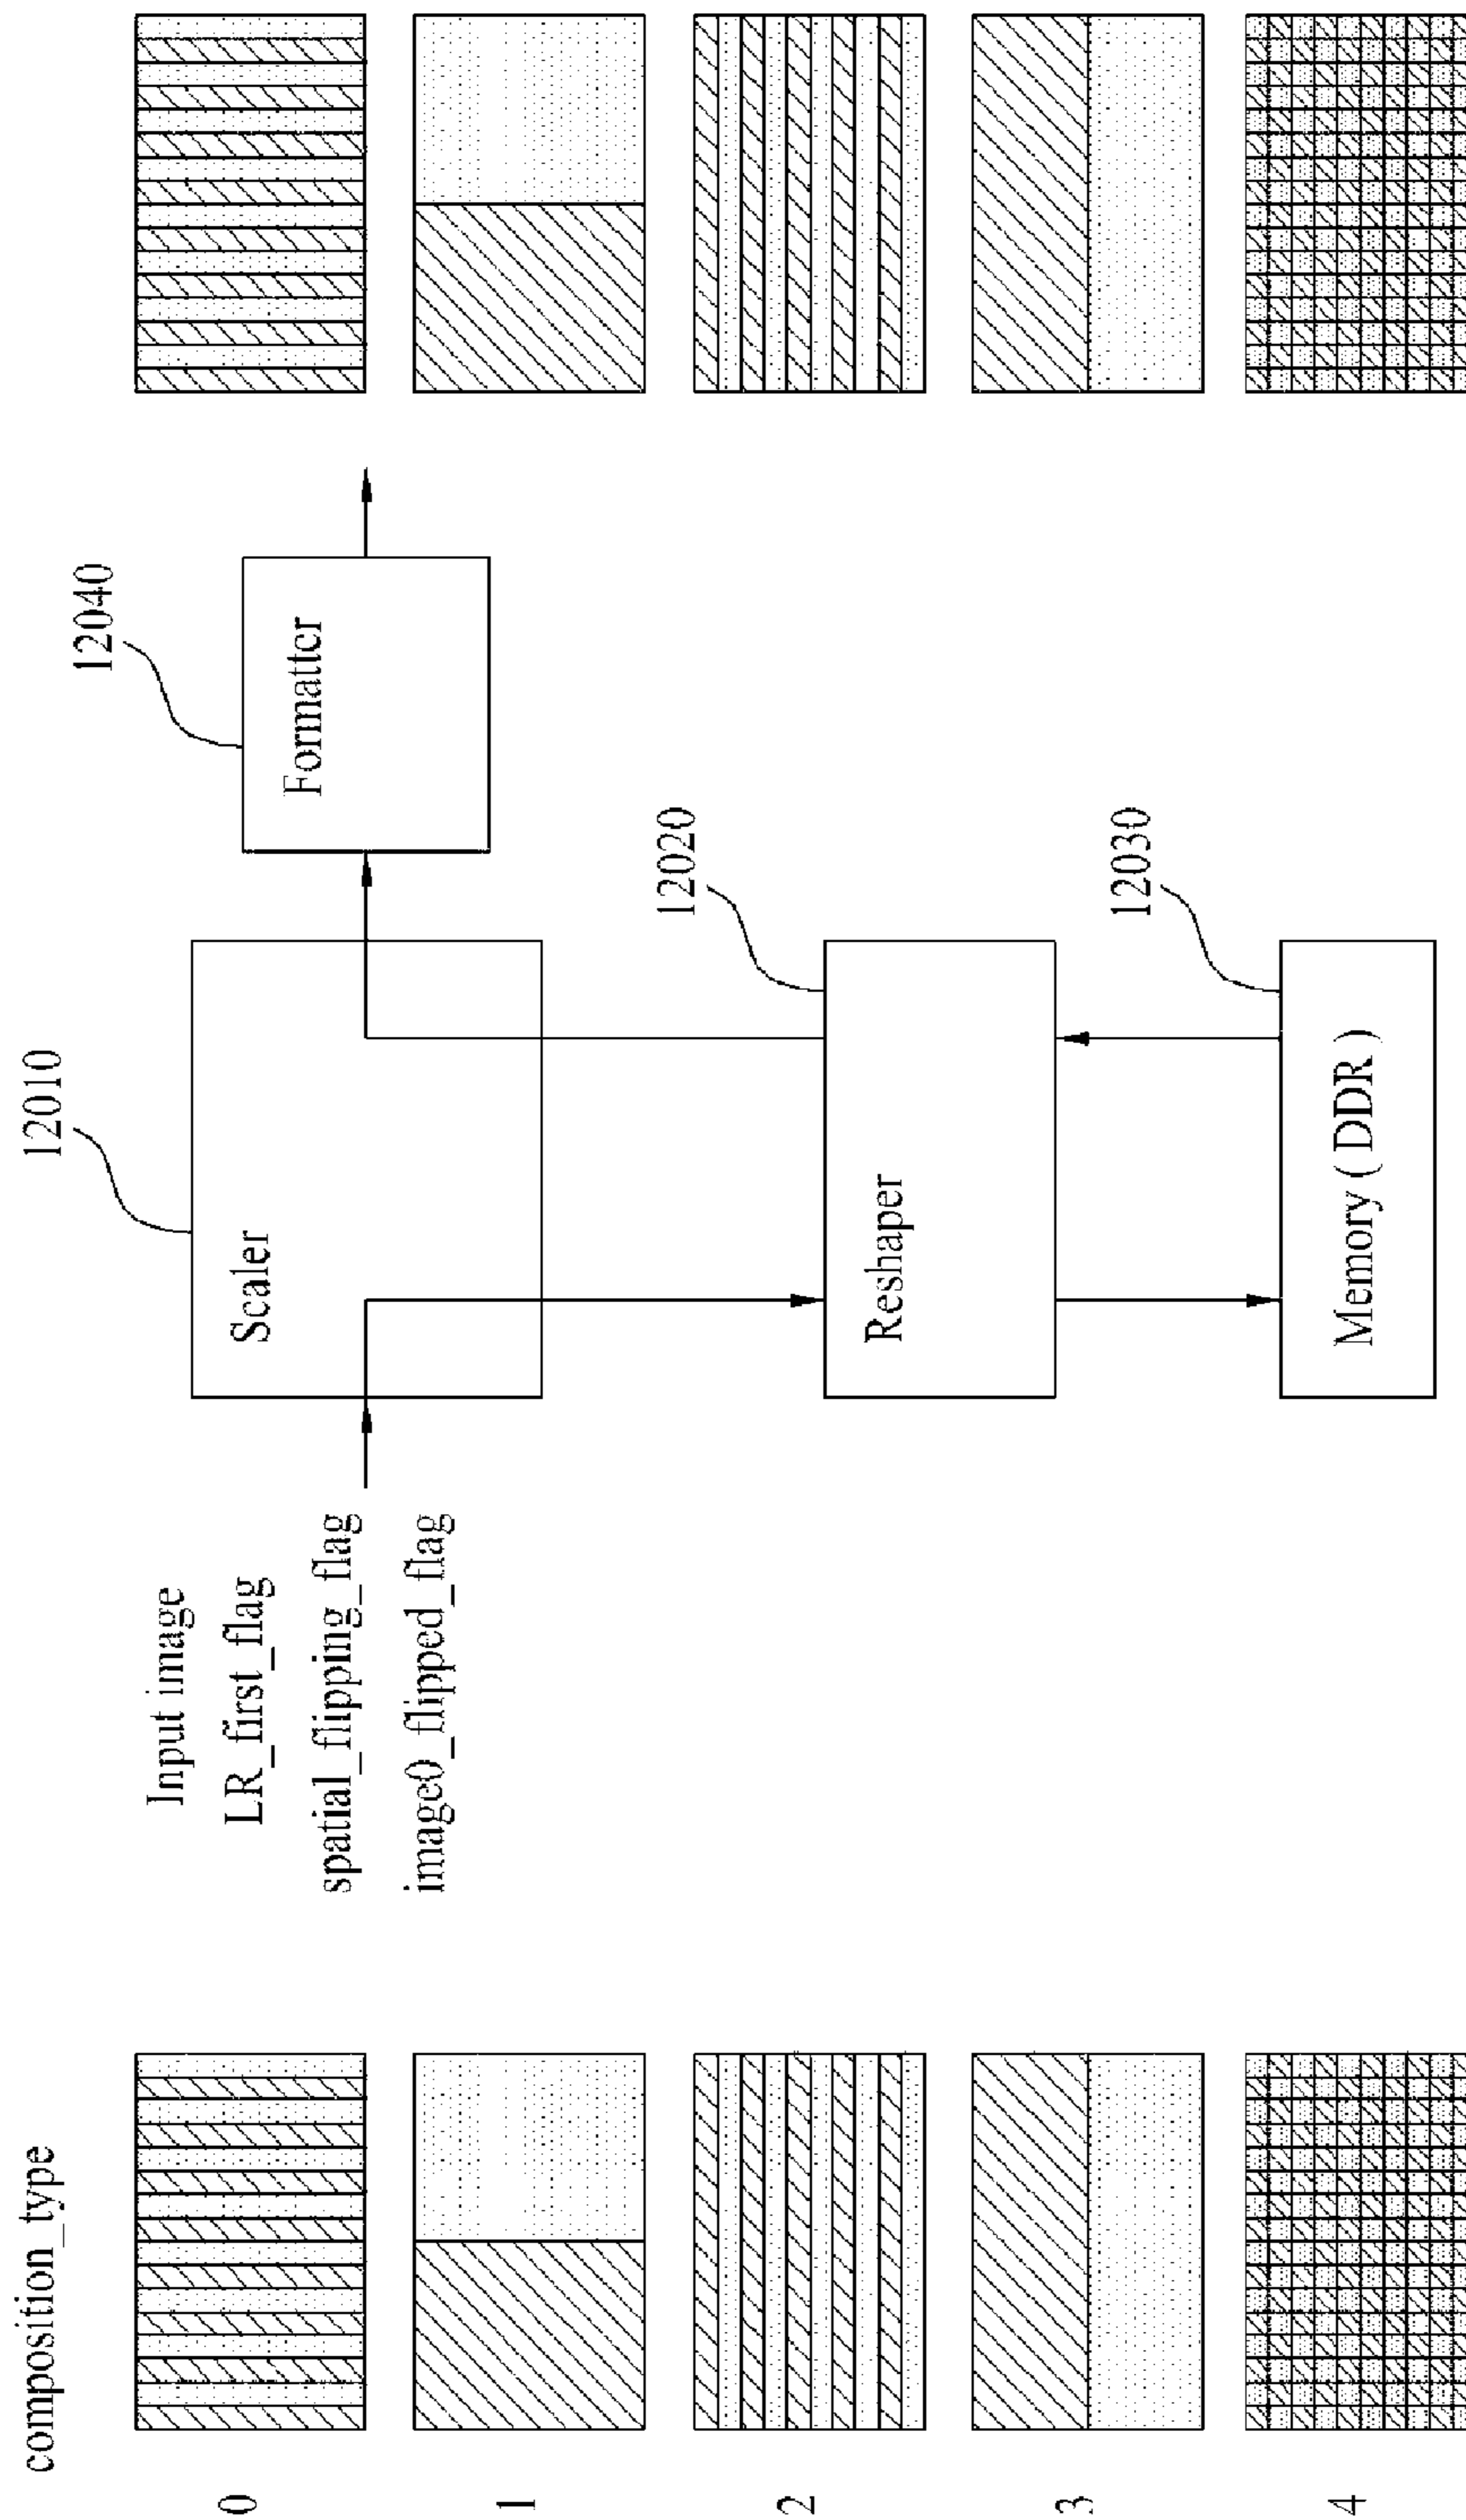 composition_type
0
1
2
3
4
Input image
LR_first_flag
spatial_flipping_flag
image0_flipped_flag
12010
Scaler
12020
Reshaper
12030
Memory ( DDR )
12040
Formatter